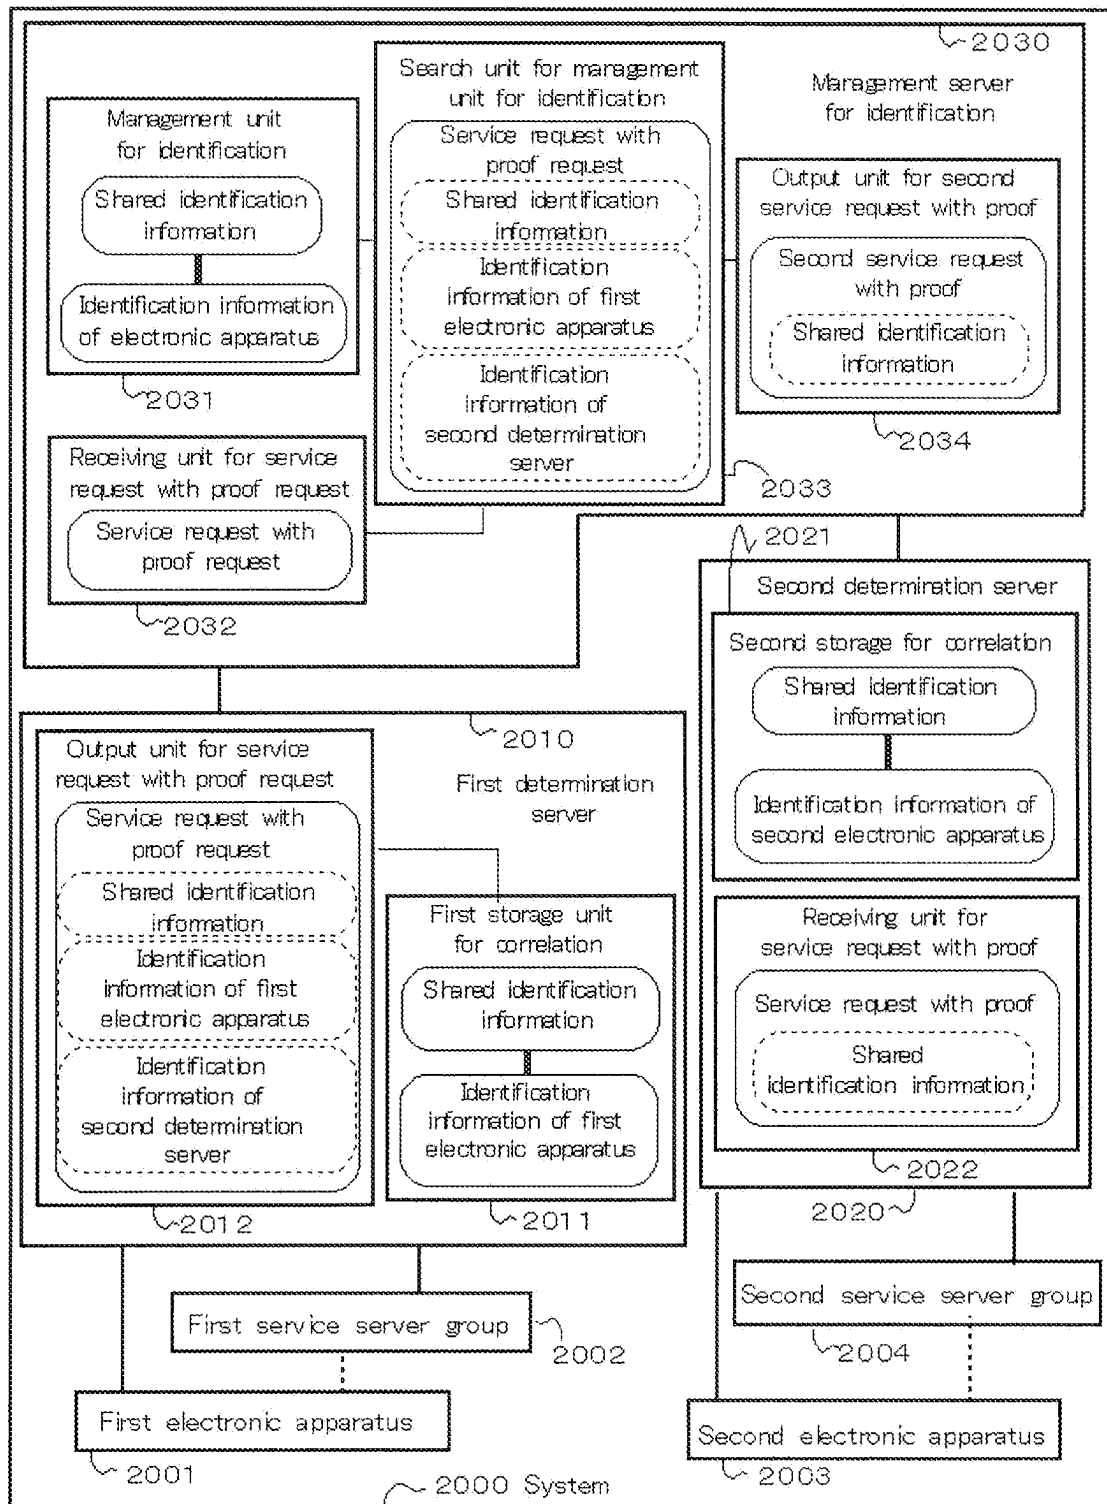 2030
Management server
for identification
Management unit
for identification
Shared identification
information
Identification information
of electronic apparatus
2031
Search unit for management
unit for identification
Service request with
proof request
Shared identification
information
Identification
information of first
electronic apparatus
Identification
information of
second determination
server
2033
Output unit for second
service request with proof
Second service request
with proof
Shared identification
information
2034
Receiving unit for service
request with proof request
Service request with
proof request
2032
2021
Second determination server
Second storage for correlation
Shared identification
information
Identification information of
second electronic apparatus
Receiving unit for
service request with proof
Service request with proof
Shared
identification information
2022
2020
2010
First determination
server
Output unit for service
request with proof request
Service request with
proof request
Shared identification
information
Identification
information of first
electronic apparatus
Identification
information of
second determination
server
2012
First storage unit
for correlation
Shared identification
information
Identification
information of first
electronic apparatus
2011
First service server group
2002
First electronic apparatus
2001
Second service server group
2004
Second electronic apparatus
2003
2000 System